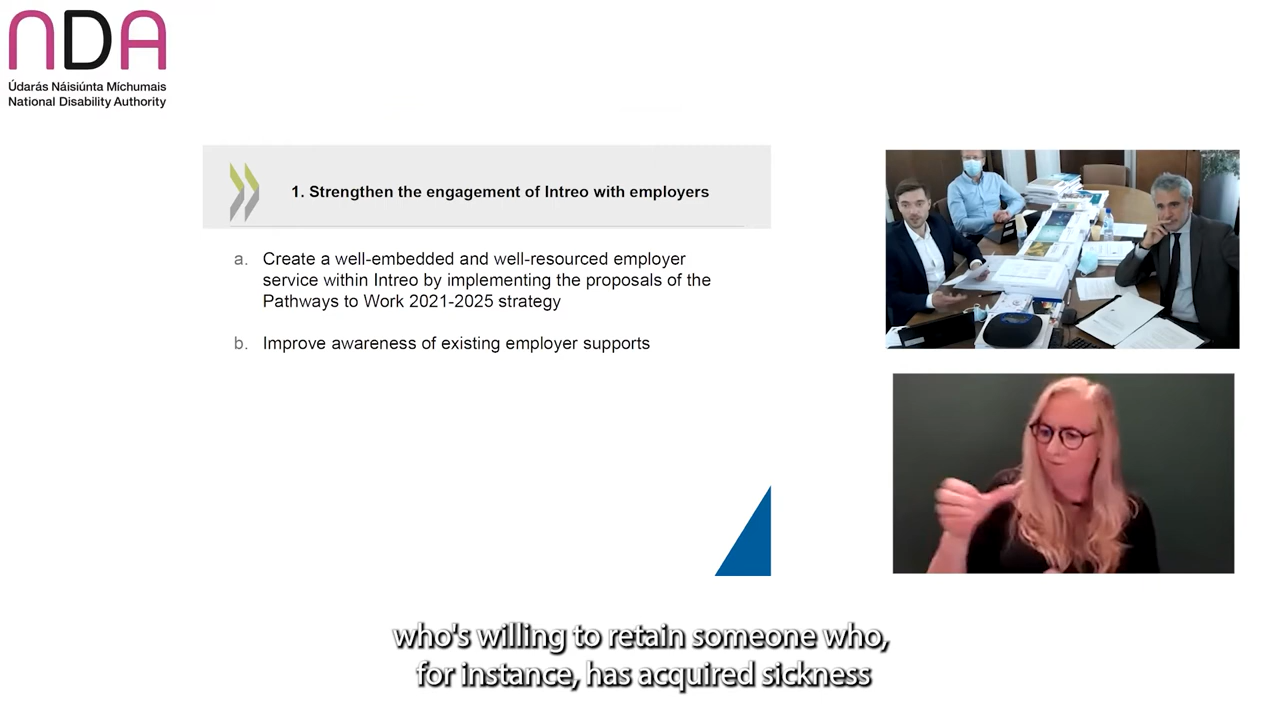 NDA
Údarás Náisiúnta Míchumais
National Disability Authority
1. Strengthen the engagement of Intreo with employers
a. Create a well-embedded and well-resourced employer
service within Intreo by implementing the proposals of the
Pathways to Work 2021-2025 strategy
b. Improve awareness of existing employer supports
who's willing to retain someone who,
for instance, has acquired sickness